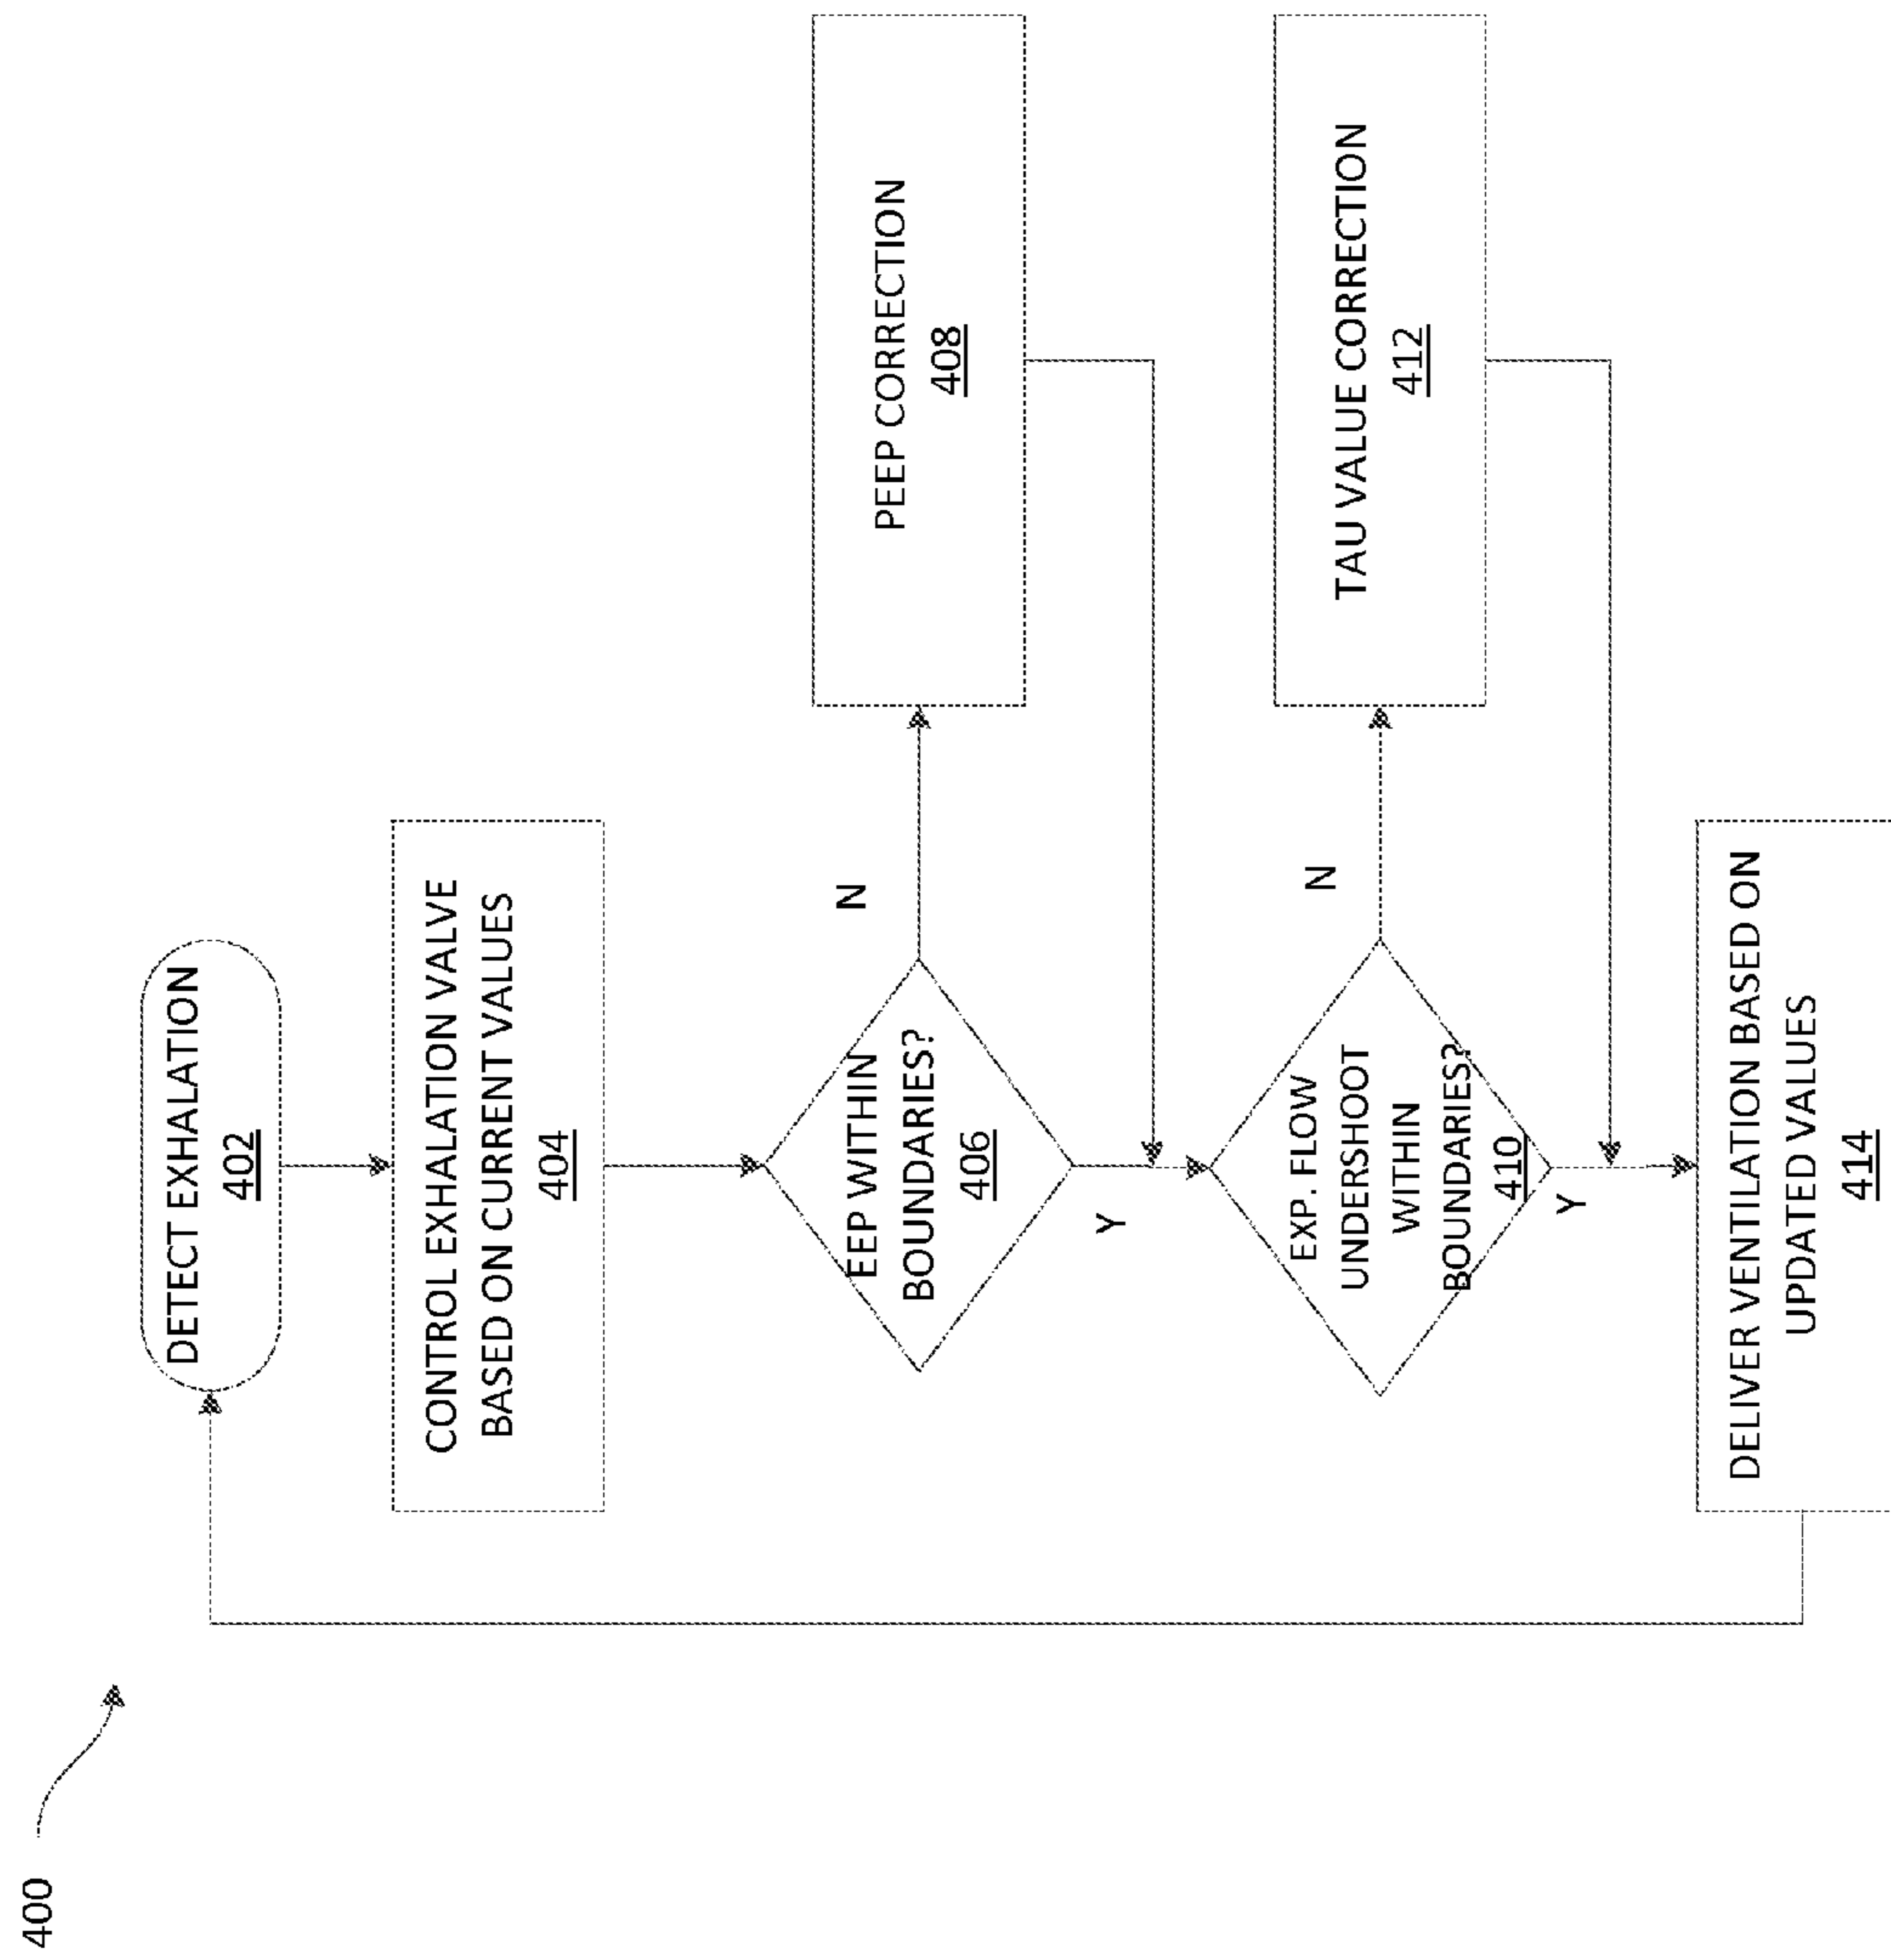 400
DETECT EXHALATION
402
CONTROL EXHALATION VALVE
BASED ON CURRENT VALUES
404
EEP WITHIN
BOUNDARIES?
406
N
PEEP CORRECTION
408
Y
EXP. FLOW
UNDERSHOOT
WITHIN
BOUNDARIES?
410
N
TAU VALUE CORRECTION
412
Y
DELIVER VENTILATION BASED ON
UPDATED VALUES
414